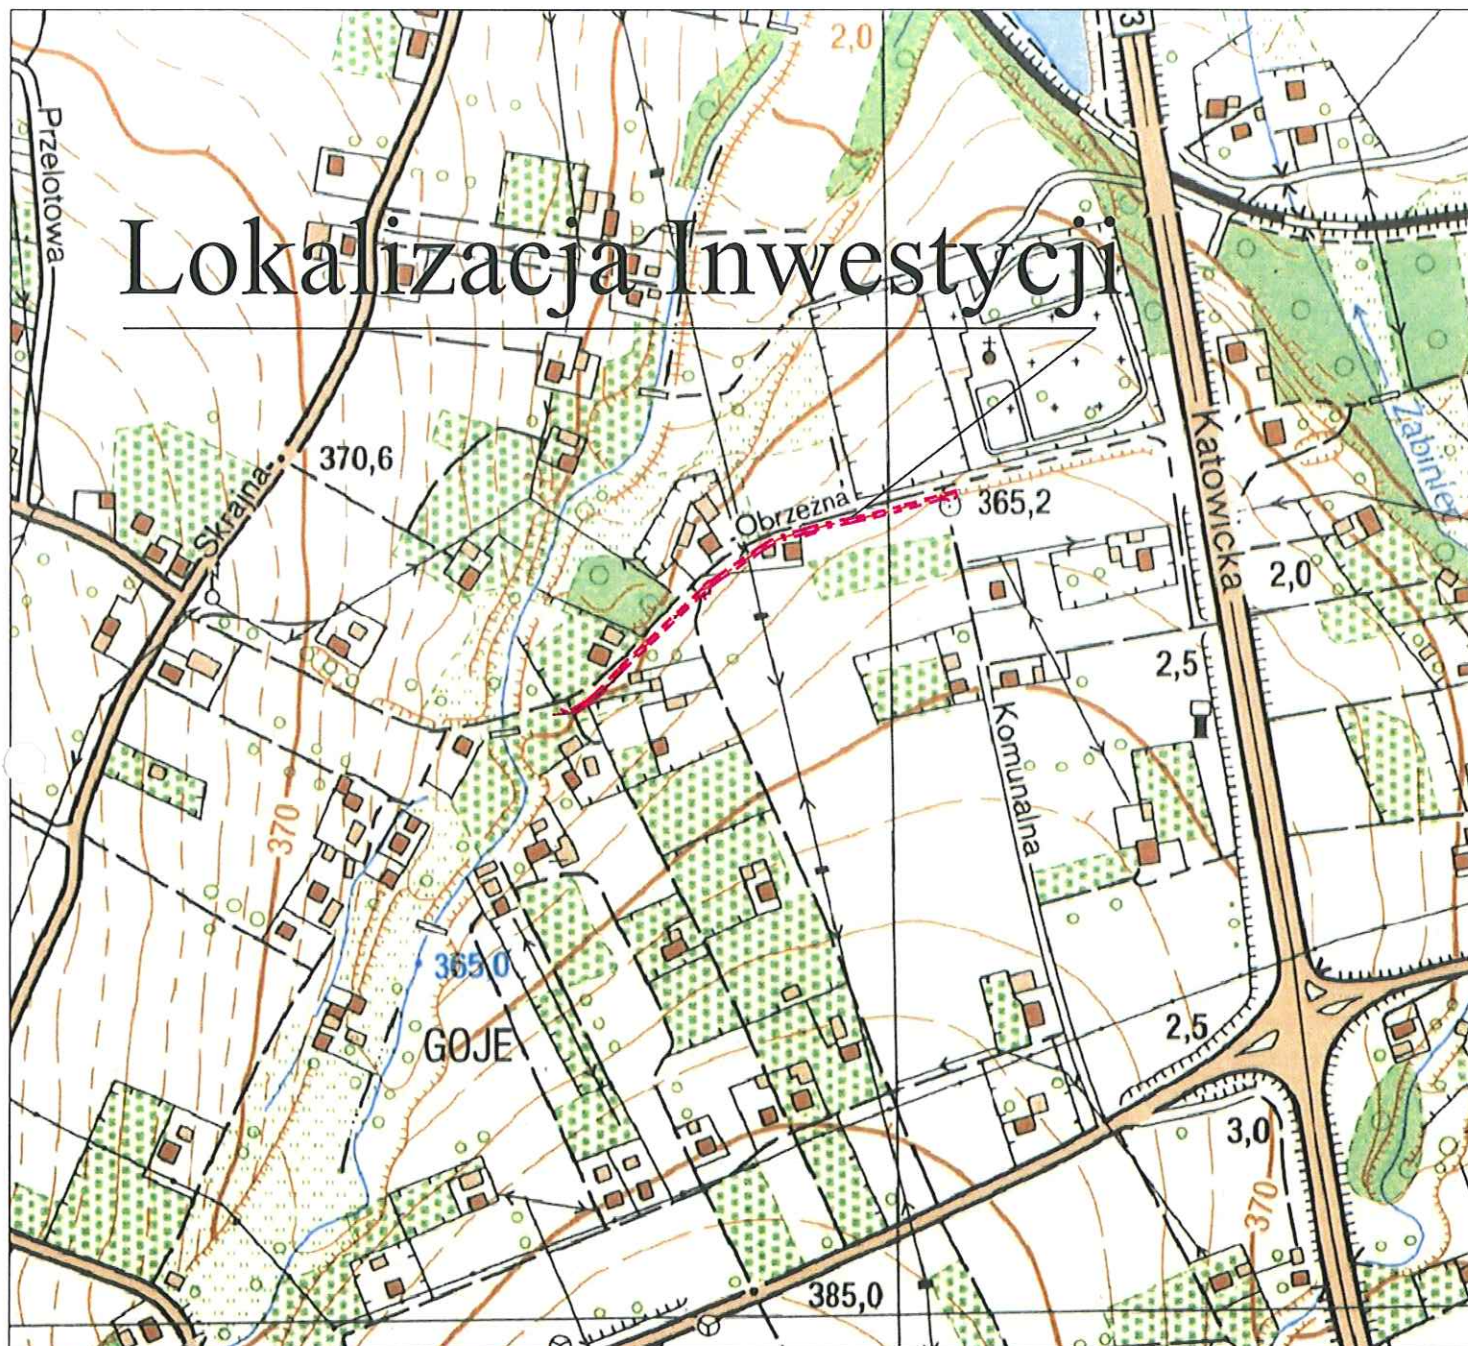 2,0
3
Przelotowa
Lokalizacja Inwestycji
370,6
Skrajna
Obrzeżna
365,2
Katowicka
Żabiniec
2,0
2,5
Komunalna
370
365,0
GOJE
2,5
3,0
370
385,0